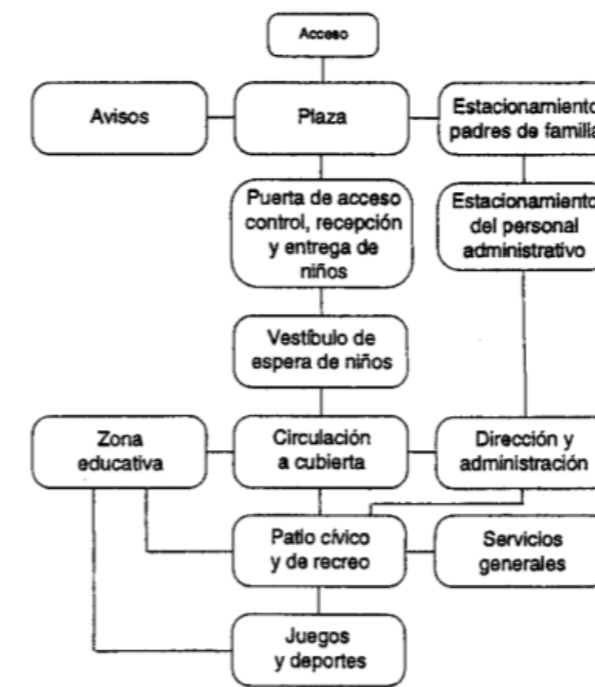 Acceso
Avisos
Plaza
Estacionamiento
padres de familia
Puerta de acceso
control, recepción
y entrega de
niños
Estacionamiento
del personal
administrativo
Vestíbulo de
espera de niños
Zona
educativa
Circulación
a cubierta
Dirección y
administración
Patio cívico
y de recreo
Servicios
generales
Juegos
y deportes